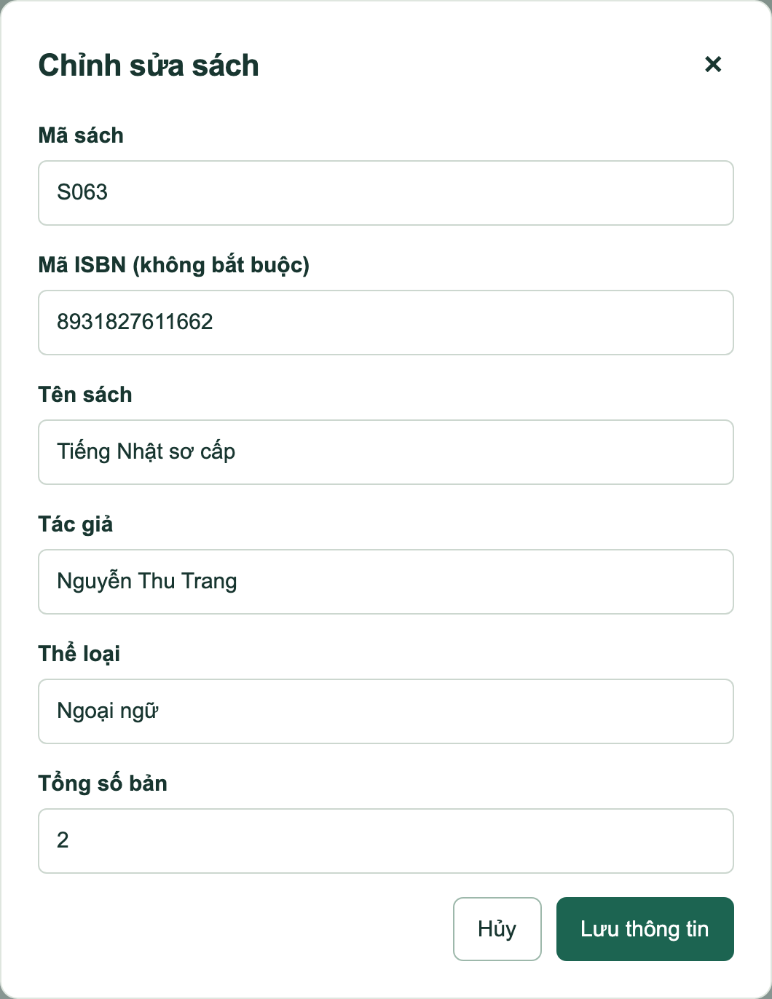 Chỉnh sửa sách
×
Mã sách
S063
Mã ISBN (không bắt buộc)
8931827611662
Tên sách
Tiếng Nhật sơ cấp
Tác giả
Nguyễn Thu Trang
Thể loại
Ngoại ngữ
Tổng số bản
2
Hủy
Lưu thông tin